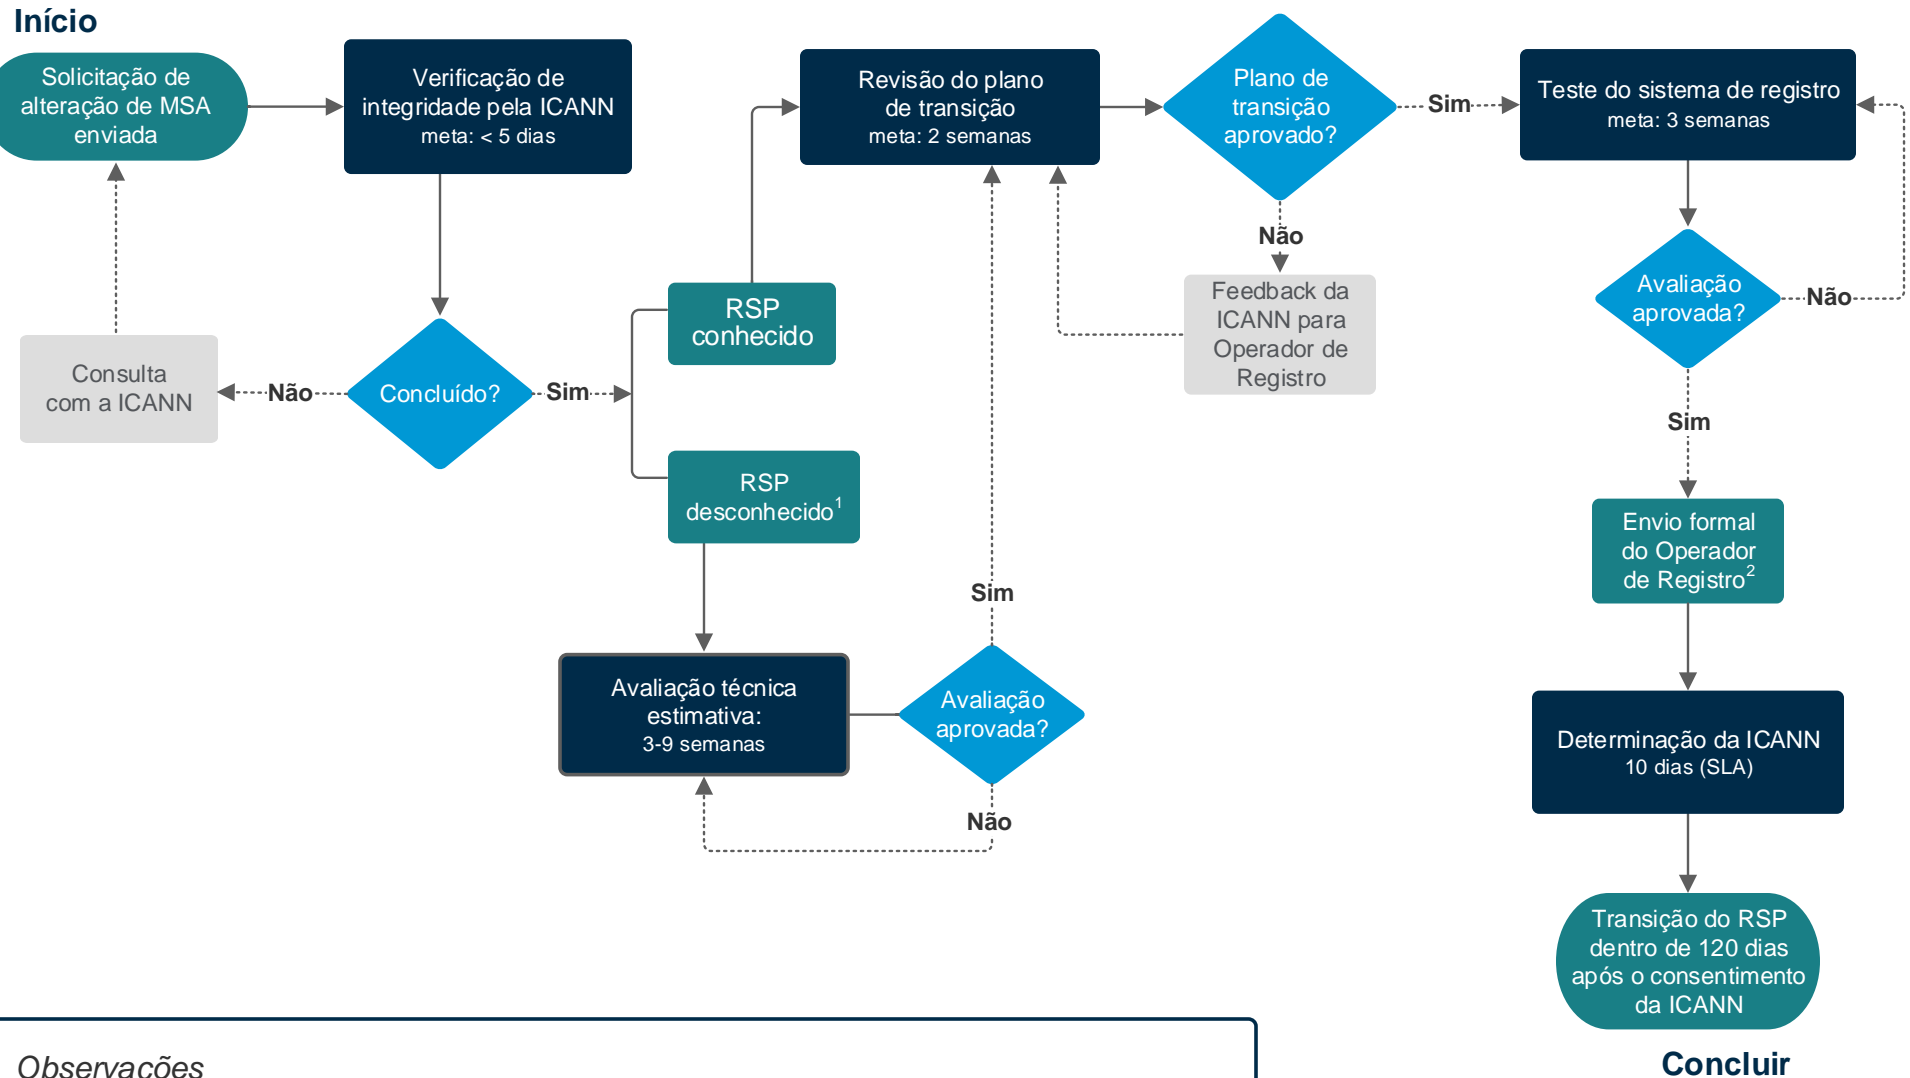 Início
Solicitação de
alteração de MSA
enviada
Verificação de
integridade pela ICANN
meta: < 5 dias
Concluído?
Não
Consulta
com a ICANN
Sim
RSP
conhecido
RSP
desconhecido¹
Avaliação técnica
estimativa:
3-9 semanas
Avaliação
aprovada?
Sim
Não
Revisão do plano
de transição
meta: 2 semanas
Plano de
transição
aprovado?
Sim
Não
Feedback da
ICANN para
Operador de
Registro
Teste do sistema de registro
meta: 3 semanas
Avaliação
aprovada?
Não
Sim
Envio formal
do Operador
de Registro²
Determinação da ICANN
10 dias (SLA)
Transição do RSP
dentro de 120 dias
após o consentimento
da ICANN
Concluir
Observações